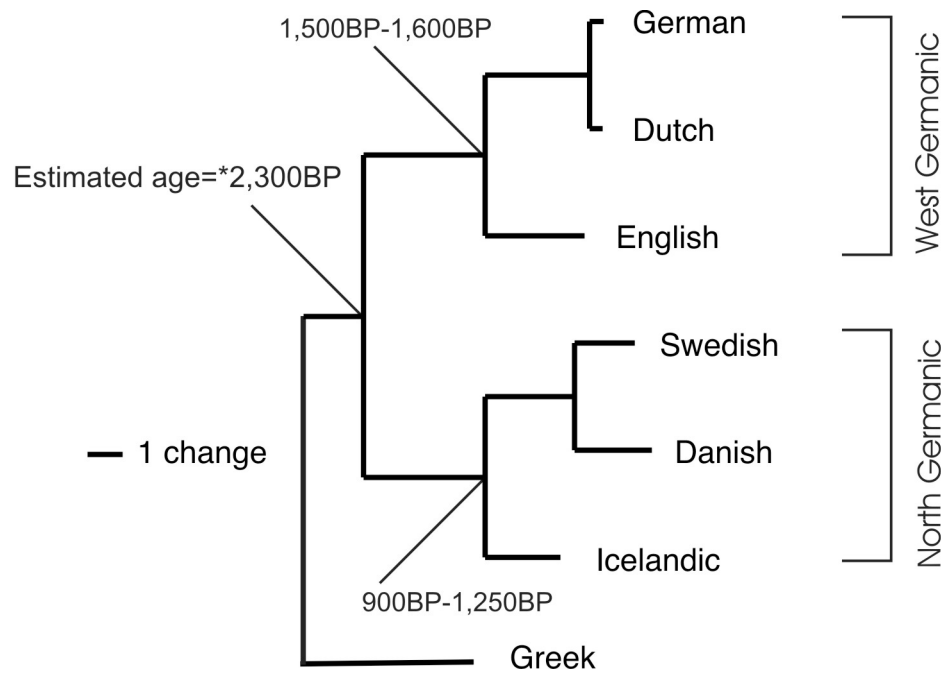 1,500BP-1,600BP
German
Dutch
West Germanic
Estimated age=*2,300BP
English
Swedish
North Germanic
1 change
Danish
Icelandic
900BP-1,250BP
Greek